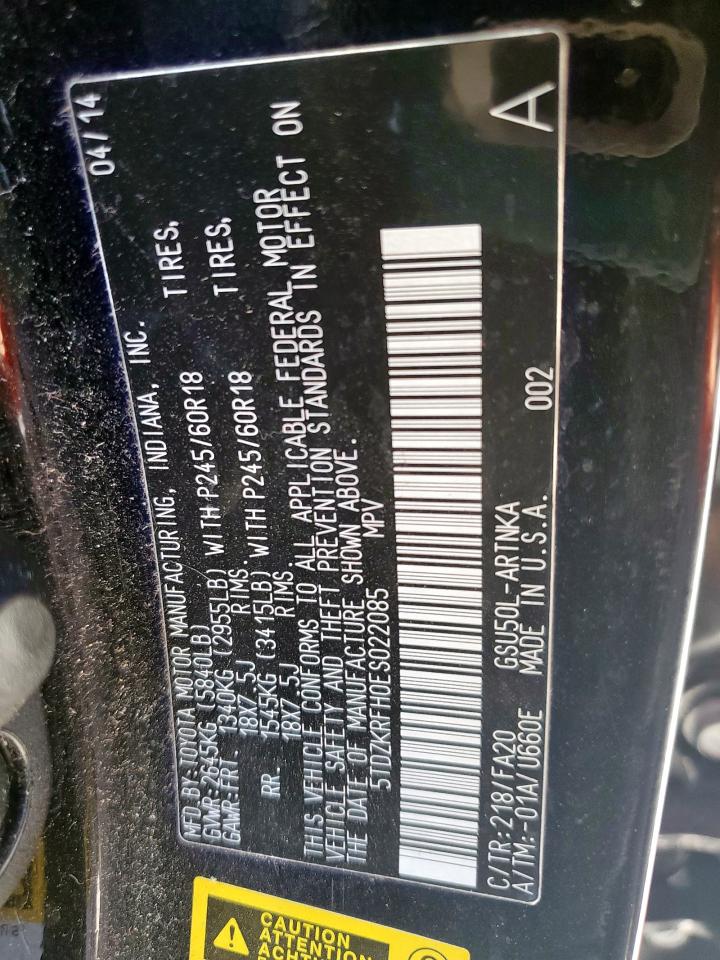 04/14
MFD.BY:TOYOTA MOTOR MANUFACTURING, INDIANA, INC.
GVWR:2645KG (5840LB)
GAWR:FRT. 1340KG (2955LB) WITH P245/60R18 TIRES,
18X7.5J RIMS.
RR. 1545KG (3415LB) WITH P245/60R18 TIRES,
18X7.5J RIMS.
THIS VEHICLE CONFORMS TO ALL APPLICABLE FEDERAL MOTOR
VEHICLE SAFETY AND THEFT PREVENTION STANDARDS IN EFFECT ON
THE DATE OF MANUFACTURE SHOWN ABOVE.
5TDZKRFH0ES022085 MPV
C/TR:218/FA20 GSU50L-ARTNKA A
A/TM:-01A/U660E MADE IN U.S.A. 002
CAUTION
ATTENTION